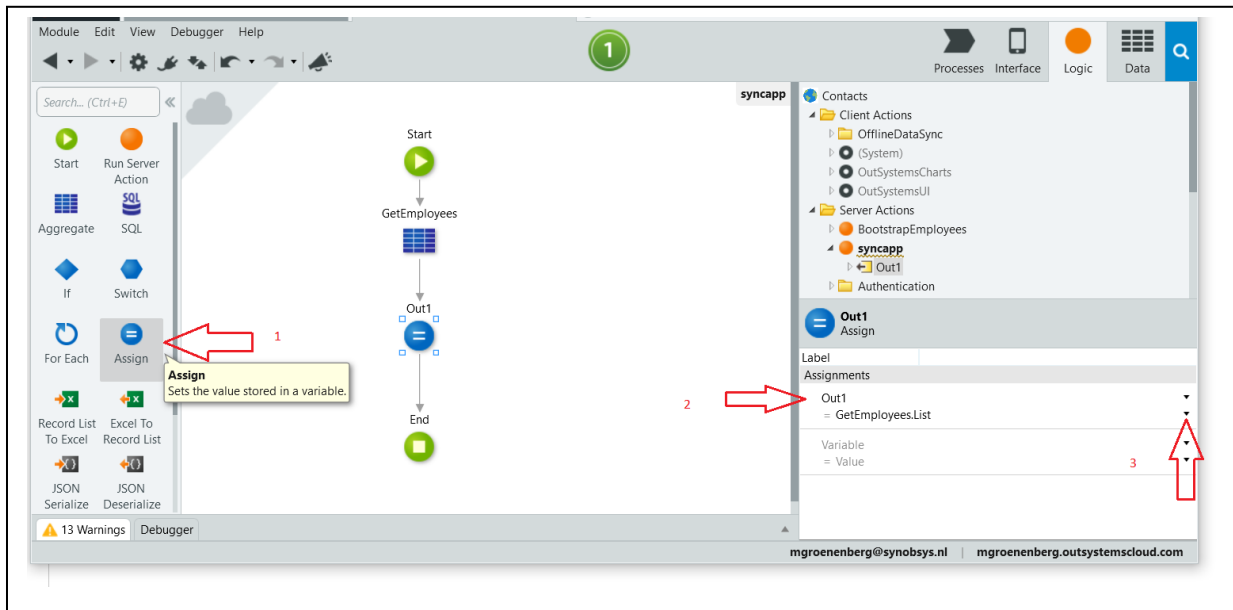 Module Edit View Debugger Help
1
Processes Interface Logic Data
Search... (Ctrl+E)
Start Run Server Action
Aggregate SQL
SQL
If Switch
For Each Assign
1
Assign
Sets the value stored in a variable.
Record List To Excel Excel To Record List
JSON Serialize JSON Deserialize
syncapp
Start
GetEmployees
Out1
End
Contacts
Client Actions
OfflineDataSync
(System)
OutSystemsCharts
OutSystemsUI
Server Actions
BootstrapEmployees
syncapp
Out1
Authentication
Out1
Assign
Label
Assignments
2
Out1
= GetEmployees.List
Variable
= Value
3
13 Warnings Debugger
mgroenenberg@synobsys.nl | mgroenenberg.outsystemscloud.com